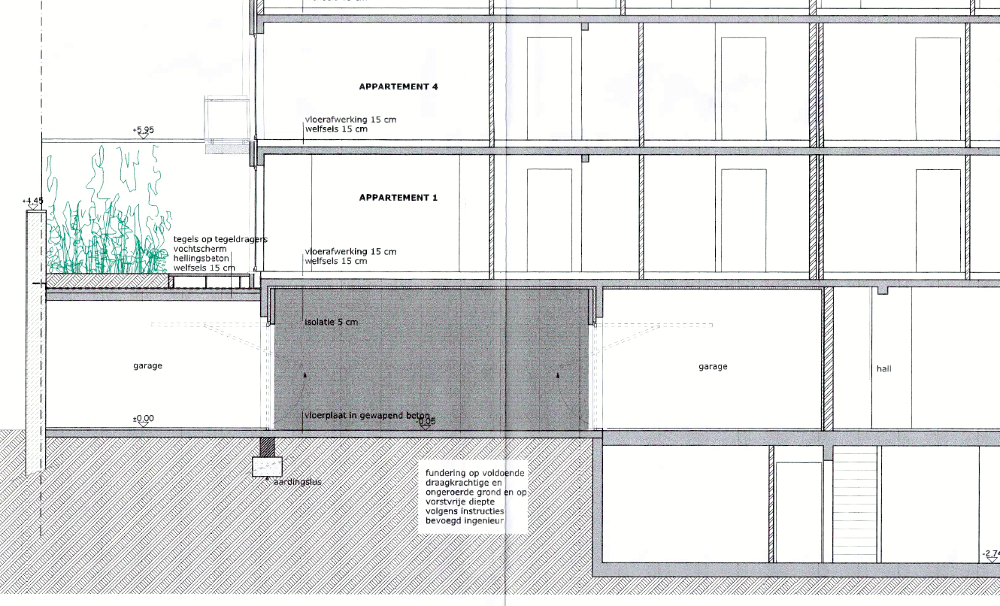 APPARTEMENT 4
vloerafwerking 15 cm
welfsels 15 cm
+5.95
APPARTEMENT 1
+4.45
tegels op tegeldragers
vochtscherm
hellingsbeton
welfsels 15 cm
vloerafwerking 15 cm
welfsels 15 cm
isolatie 5 cm
garage
garage
hall
±0.00
vloerplaat in gewapend beton
-0.05
aardingslus
fundering op voldoende
draagkrachtige en
ongeroerde grond en op
vorstvrije diepte
volgens instructies
bevoegd ingenieur
-2.74